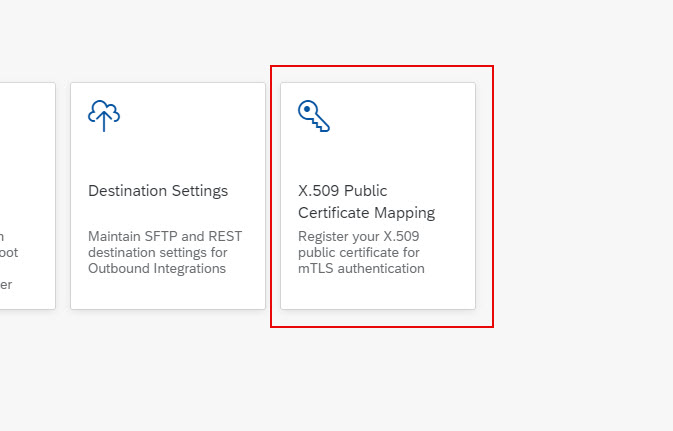 n
oot
er
Destination Settings
Maintain SFTP and REST
destination settings for
Outbound Integrations
X.509 Public
Certificate Mapping
Register your X.509
public certificate for
mTLS authentication